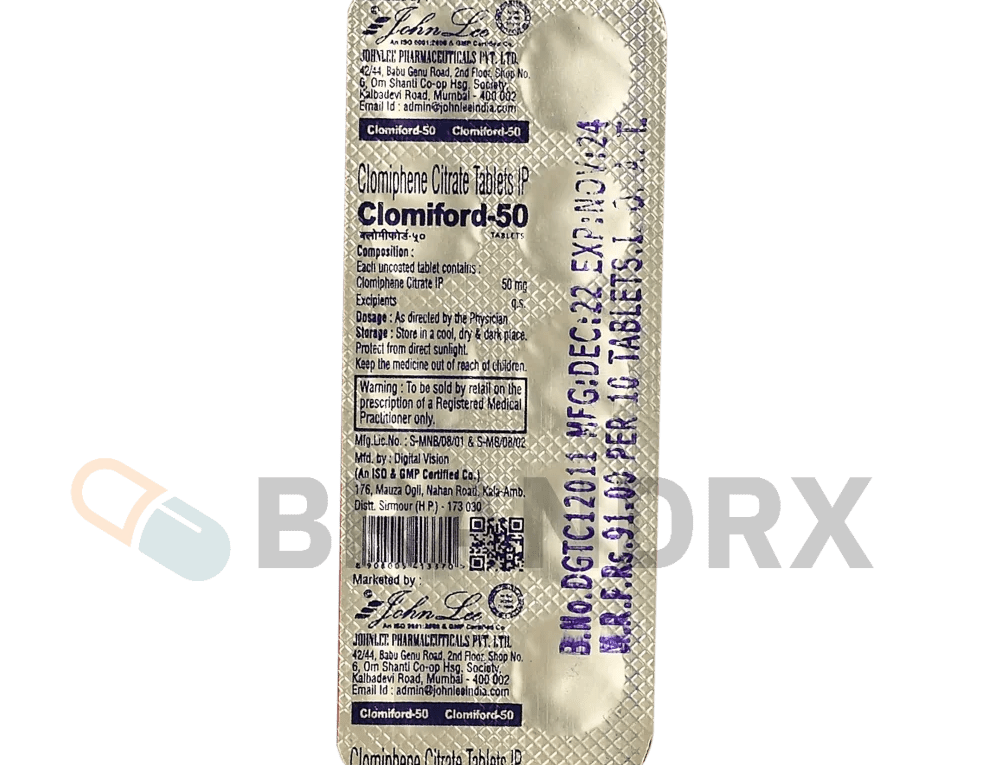 John Lee
An ISO 9001:2008 & GMP Certified Co.
JOHNLEE PHARMACEUTICALS PVT. LTD.
42/44, Babu Genu Road, 2nd Floor, Shop No.
6, Om Shanti Co-op Hsg. Society,
Kalbadevi Road, Mumbai - 400 002
Email Id : admin@johnleeindia.com
Clomiford-50 Clomiford-50
Clomiphene Citrate Tablets IP
Clomiford-50
क्लोमीफोर्ड-५० TABLETS
Composition :
Each uncoated tablet contains :
Clomiphene Citrate IP 50 mg
Excipients q.s.
Dosage : As directed by the Physician
Storage : Store in a cool, dry & dark place.
Protect from direct sunlight.
Keep the medicine out of reach of children.
Warning : To be sold by retail on the
prescription of a Registered Medical
Practitioner only.
Mfg.Lic.No. : S-MNB/08/01 & S-MB/08/02
Mfd. by : Digital Vision
(An ISO & GMP Certified Co.)
176, Mauza Ogli, Nahan Road, Kala-Amb,
Distt. Sirmour (H.P.) - 173 030
Marketed by :
John Lee
An ISO 9001:2008 & GMP Certified Co.
JOHNLEE PHARMACEUTICALS PVT. LTD.
42/44, Babu Genu Road, 2nd Floor, Shop No.
6, Om Shanti Co-op Hsg. Society,
Kalbadevi Road, Mumbai - 400 002
Email Id : admin@johnleeindia.com
Clomiford-50 Clomiford-50
Clomiphene Citrate Tablets IP
B.No.DGTC12011 MFG:DEC:22 EXP:NOV:24
M.R.P.Rs.91.00 PER 10 TABLETS.I.O.A.T.